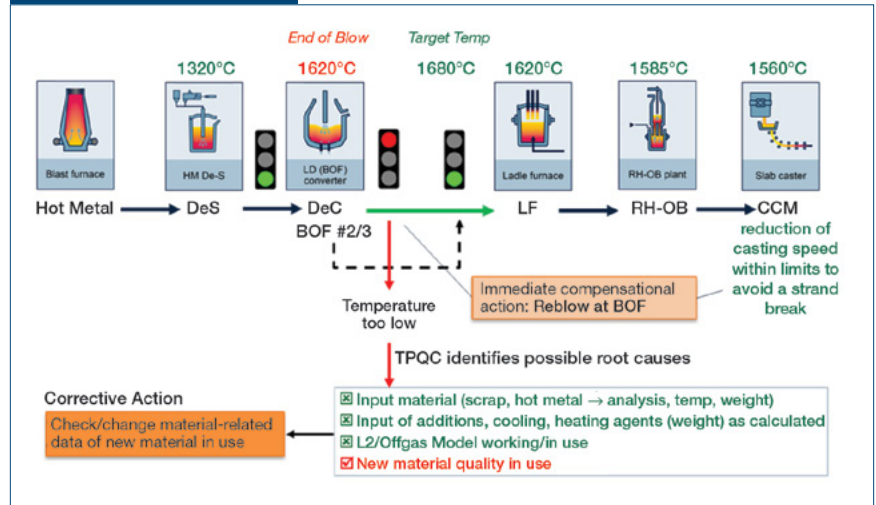 End of Blow
Target Temp
1320°C
1620°C
1680°C
1620°C
1585°C
1560°C
Blast furnace
HM De-S
LD (BOF)
converter
Ladle furnace
RH-OB plant
Slab caster
Hot Metal
DeS
DeC
LF
RH-OB
CCM
BOF #2/3
reduction of
casting speed
within limits to
avoid a strand
break
Immediate compensational
action: Reblow at BOF
Temperature
too low
TPQC identifies possible root causes
Corrective Action
Check/change material-related
data of new material in use
Input material (scrap, hot metal → analysis, temp, weight)
Input of additions, cooling, heating agents (weight) as calculated
L2/Offgas Model working/in use
New material quality in use